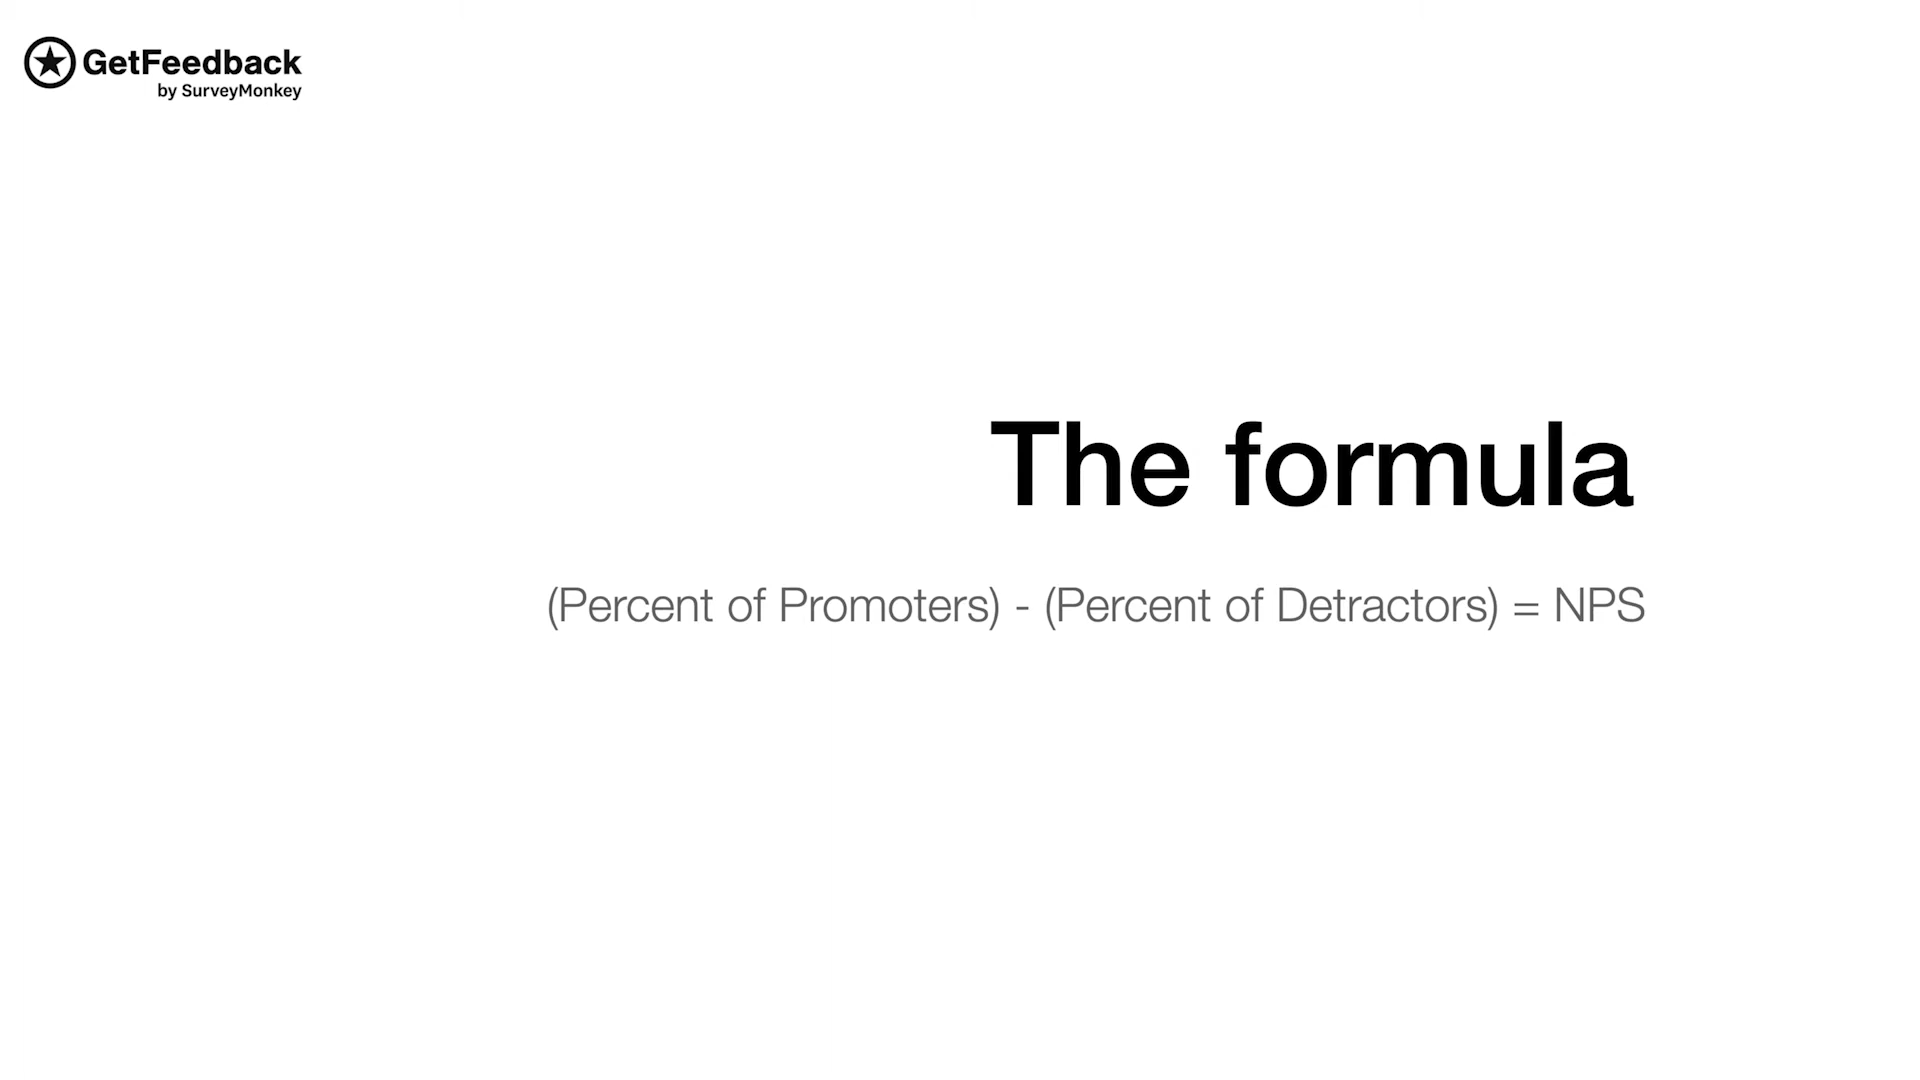 GetFeedback
by SurveyMonkey
The formula
(Percent of Promoters) - (Percent of Detractors) = NPS